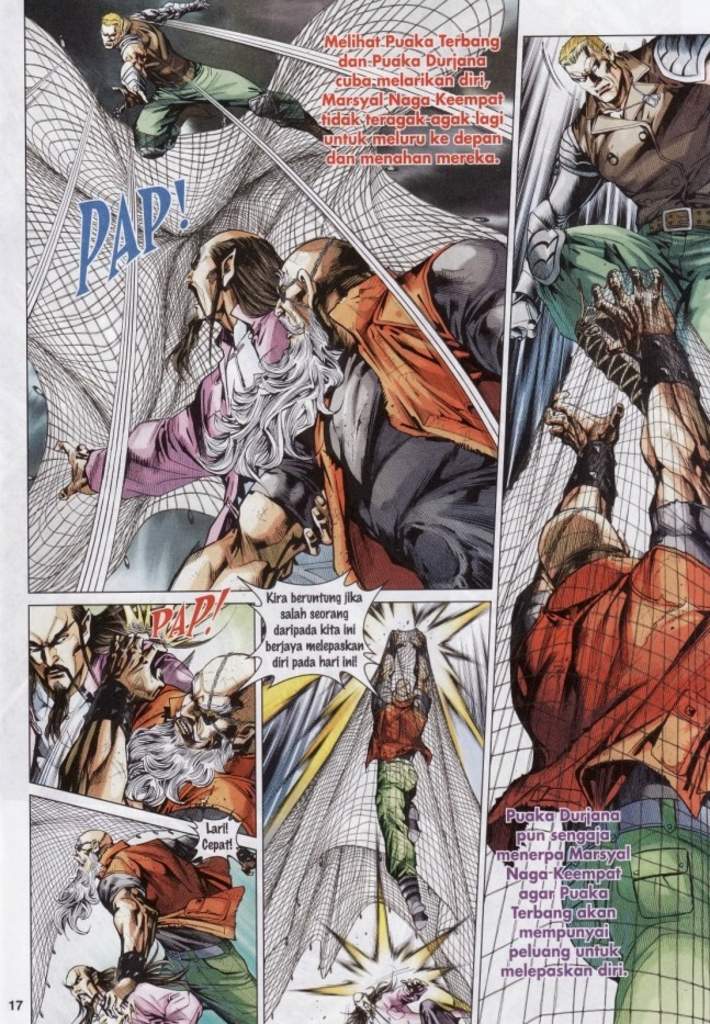 Melihat Puaka Terbang
dan Puaka Durjana
cuba melarikan diri,
Marsyal Naga Keempat
tidak teragak-agak lagi
untuk meluru ke depan
dan menahan mereka.
PAP!
PAP!
Kira beruntung jika
salah seorang
daripada kita ini
berjaya melepaskan
diri pada hari ini!
Lari!
Cepat!
Puaka Durjana
pun sengaja
menerpa Marsyal
Naga Keempat
agar Puaka
Terbang akan
mempunyai
peluang untuk
melepaskan diri.
17